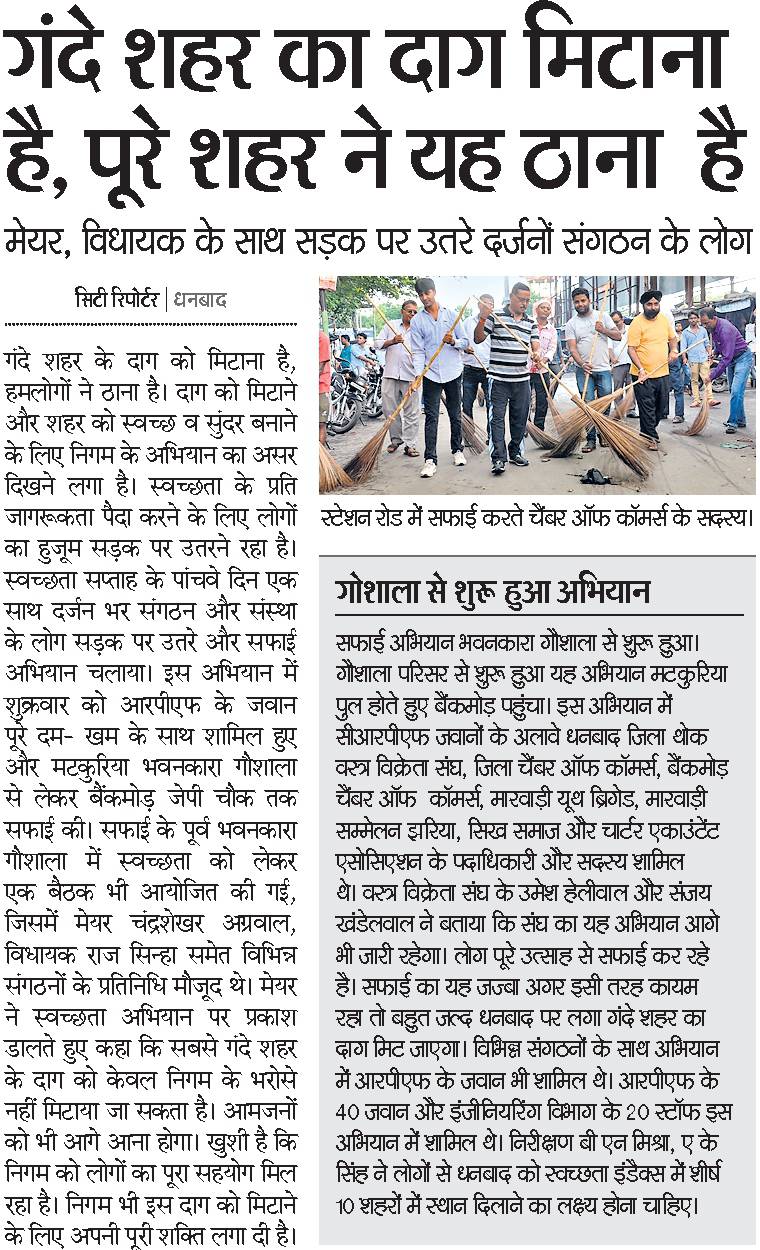 गंदे शहर का दाग मिटाना
है, पूरे शहर ने यह ठाना है
मेयर, विधायक के साथ सड़क पर उतरे दर्जनों संगठन के लोग
सिटी रिपोर्टर | धनबाद
गंदे शहर के दाग को मिटाना है,
हमलोगों ने ठाना है। दाग को मिटाने
और शहर को स्वच्छ व सुंदर बनाने
के लिए निगम के अभियान का असर
दिखने लगा है। स्वच्छता के प्रति
जागरूकता पैदा करने के लिए लोगों
का हुजूम सड़क पर उतरने रहा है।
स्वच्छता सप्ताह के पांचवे दिन एक
साथ दर्जन भर संगठन और संस्था
के लोग सड़क पर उतरे और सफाई
अभियान चलाया। इस अभियान में
शुक्रवार को आरपीएफ के जवान
पूरे दम- खम के साथ शामिल हुए
और मटकुरिया भवनकारा गौशाला
से लेकर बैंकमोड़ जेपी चौक तक
सफाई की। सफाई के पूर्व भवनकारा
गौशाला में स्वच्छता को लेकर
एक बैठक भी आयोजित की गई,
जिसमें मेयर चंद्रशेखर अग्रवाल,
विधायक राज सिन्हा समेत विभिन्न
संगठनों के प्रतिनिधि मौजूद थे। मेयर
ने स्वच्छता अभियान पर प्रकाश
डालते हुए कहा कि सबसे गंदे शहर
के दाग को केवल निगम के भरोसे
नहीं मिटाया जा सकता है। आमजनों
को भी आगे आना होगा। खुशी है कि
निगम को लोगों का पूरा सहयोग मिल
रहा है। निगम भी इस दाग को मिटाने
के लिए अपनी पूरी शक्ति लगा दी है।
स्टेशन रोड में सफाई करते चैंबर ऑफ कॉमर्स के सदस्य।
गोशाला से शुरू हुआ अभियान
सफाई अभियान भवनकारा गौशाला से शुरू हुआ।
गौशाला परिसर से शुरू हुआ यह अभियान मटकुरिया
पुल होते हुए बैंकमोड़ पहुंचा। इस अभियान में
सीआरपीएफ जवानों के अलावे धनबाद जिला थोक
वस्त्र विक्रेता संघ, जिला चैंबर ऑफ कॉमर्स, बैंकमोड़
चैंबर ऑफ कॉमर्स, मारवाड़ी यूथ ब्रिगेड, मारवाड़ी
सम्मेलन झरिया, सिख समाज और चार्टर एकाउंटेंट
एसोसिएशन के पदाधिकारी और सदस्य शामिल
थे। वस्त्र विक्रेता संघ के उमेश हेलीवाल और संजय
खंडेलवाल ने बताया कि संघ का यह अभियान आगे
भी जारी रहेगा। लोग पूरे उत्साह से सफाई कर रहे
है। सफाई का यह जज्बा अगर इसी तरह कायम
रहा तो बहुत जल्द धनबाद पर लगा गंदे शहर का
दाग मिट जाएगा। विभिन्न संगठनों के साथ अभियान
में आरपीएफ के जवान भी शामिल थे। आरपीएफ के
40 जवान और इंजीनियरिंग विभाग के 20 स्टॉफ इस
अभियान में शामिल थे। निरीक्षण बी एन मिश्रा, ए के
सिंह ने लोगों से धनबाद को स्वच्छता इंडैक्स में शीर्ष
10 शहरों में स्थान दिलाने का लक्ष्य होना चाहिए।